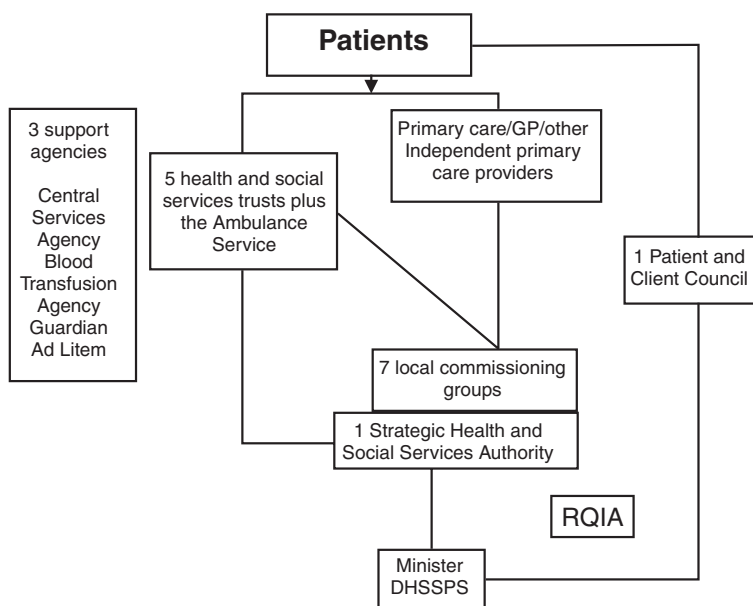 Patients
3 support
agencies
Central
Services
Agency
Blood
Transfusion
Agency
Guardian
Ad Litem
5 health and social
services trusts plus
the Ambulance
Service
Primary care/GP/other
Independent primary
care providers
1 Patient and
Client Council
7 local commissioning
groups
1 Strategic Health and
Social Services Authority
RQIA
Minister
DHSSPS